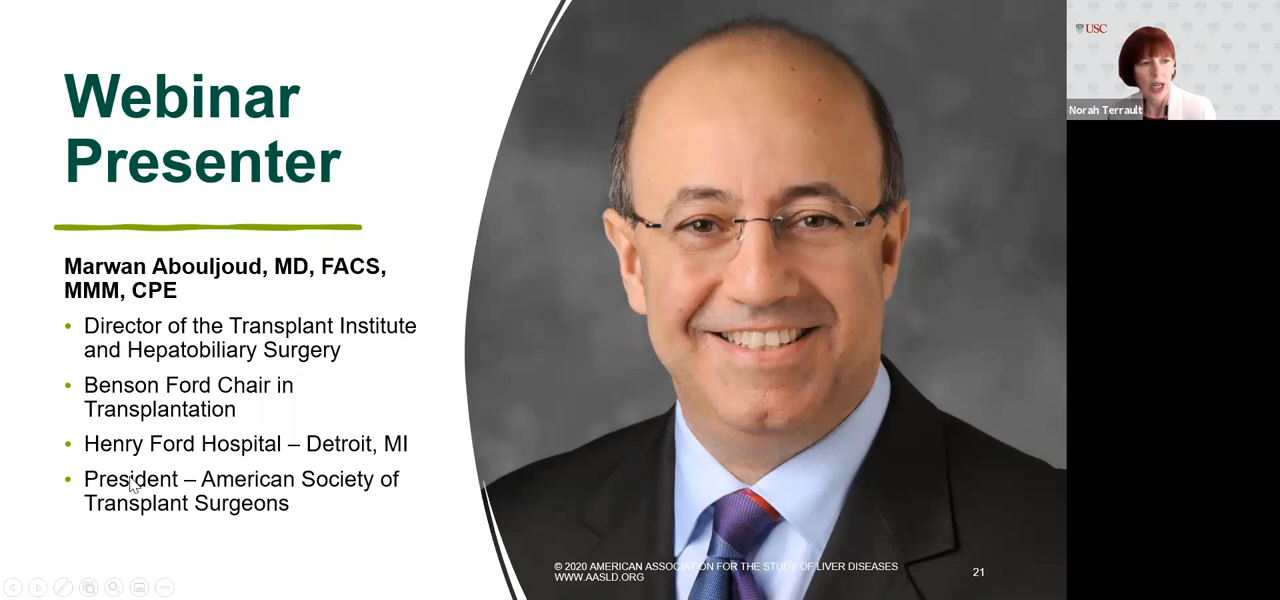 Webinar
Presenter
Marwan Abouljoud, MD, FACS,
MMM, CPE
• Director of the Transplant Institute
and Hepatobiliary Surgery
• Benson Ford Chair in
Transplantation
• Henry Ford Hospital – Detroit, MI
• President – American Society of
Transplant Surgeons
© 2020 AMERICAN ASSOCIATION FOR THE STUDY OF LIVER DISEASES
WWW.AASLD.ORG
21
USC
Norah Terrault